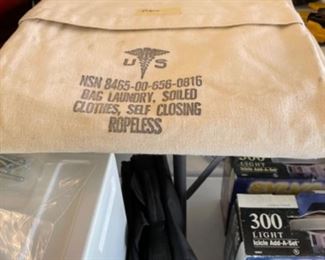 U S
NSN 8465-00-656-0816
BAG LAUNDRY, SOILED
CLOTHES, SELF CLOSING
ROPELESS
300
LIGHT
Icicle Add-A-Set
300
LIGHT
Icicle Add-A-Set